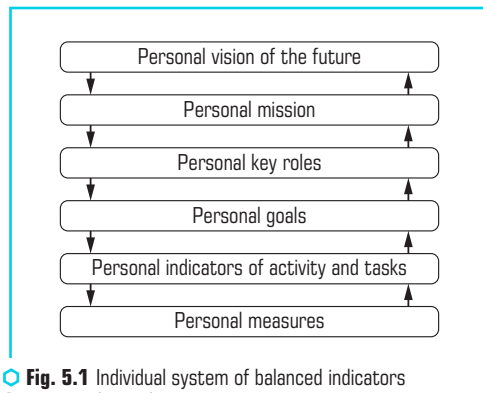 Personal vision of the future
Personal mission
Personal key roles
Personal goals
Personal indicators of activity and tasks
Personal measures
Fig. 5.1 Individual system of balanced indicators